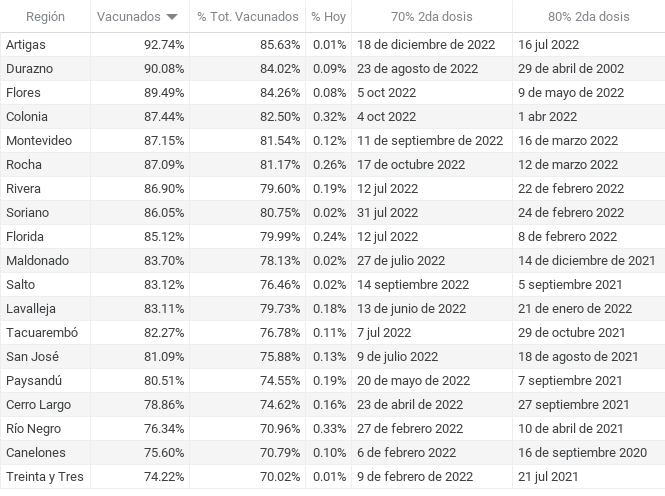 Región Vacunados % Tot. Vacunados % Hoy 70% 2da dosis 80% 2da dosis
Artigas 92.74% 85.63% 0.01% 18 de diciembre de 2022 16 jul 2022
Durazno 90.08% 84.02% 0.09% 23 de agosto de 2022 29 de abril de 2002
Flores 89.49% 84.26% 0.08% 5 oct 2022 9 de mayo de 2022
Colonia 87.44% 82.50% 0.32% 4 oct 2022 1 abr 2022
Montevideo 87.15% 81.54% 0.12% 11 de septiembre de 2022 16 de marzo 2022
Rocha 87.09% 81.17% 0.26% 17 de octubre 2022 12 de marzo 2022
Rivera 86.90% 79.60% 0.19% 12 jul 2022 22 de febrero 2022
Soriano 86.05% 80.75% 0.02% 31 jul 2022 24 de febrero 2022
Florida 85.12% 79.99% 0.24% 12 jul 2022 8 de febrero 2022
Maldonado 83.70% 78.13% 0.02% 27 de julio 2022 14 de diciembre de 2021
Salto 83.12% 76.46% 0.02% 14 septiembre 2022 5 septiembre 2021
Lavalleja 83.11% 79.73% 0.18% 13 de junio de 2022 21 de enero de 2022
Tacuarembó 82.27% 76.78% 0.11% 7 jul 2022 29 de octubre 2021
San José 81.09% 75.88% 0.13% 9 de julio 2022 18 de agosto de 2021
Paysandú 80.51% 74.55% 0.19% 20 de mayo de 2022 7 septiembre 2021
Cerro Largo 78.86% 74.62% 0.16% 23 de abril de 2022 27 septiembre 2021
Río Negro 76.34% 70.96% 0.33% 27 de febrero 2022 10 de abril de 2021
Canelones 75.60% 70.79% 0.10% 6 de febrero 2022 16 de septiembre 2020
Treinta y Tres 74.22% 70.02% 0.01% 9 de febrero de 2022 21 jul 2021